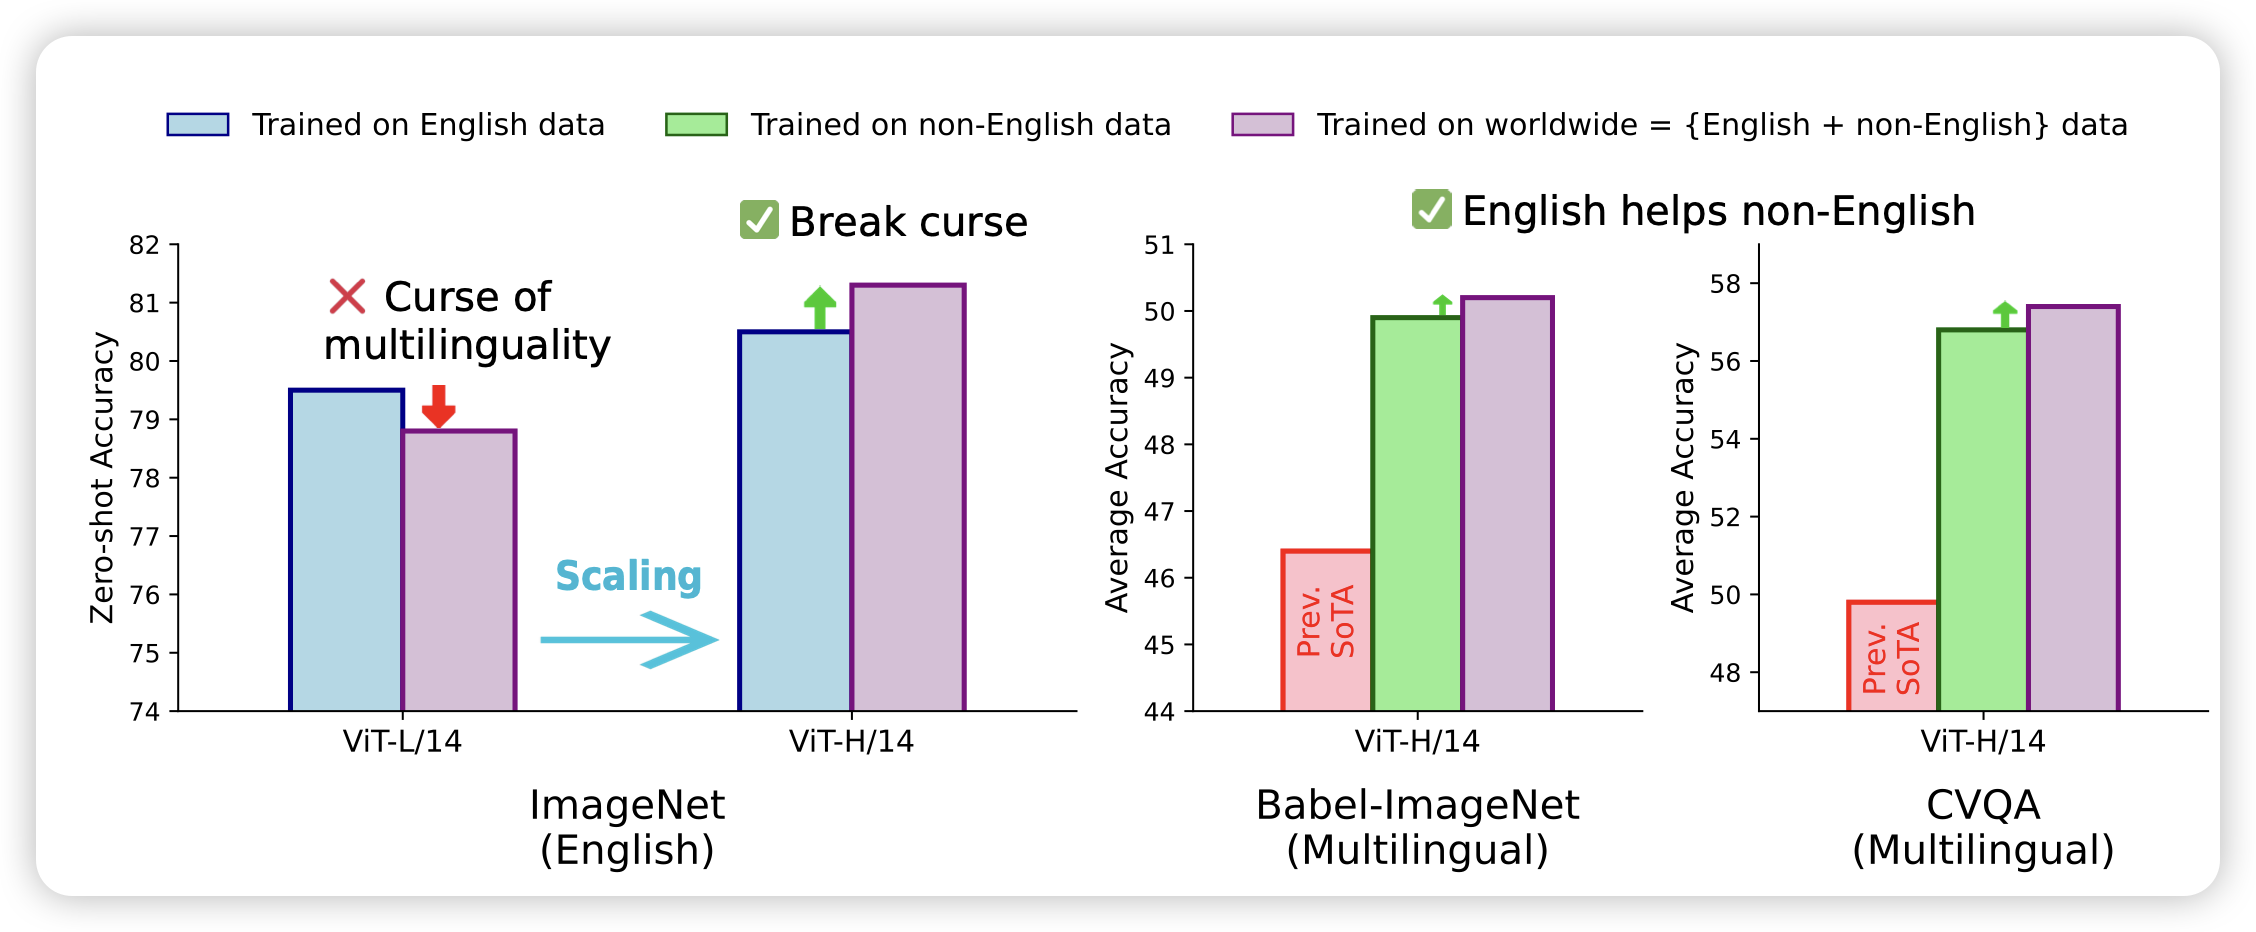 Trained on English data
Trained on non-English data
Trained on worldwide = {English + non-English} data
Break curse
English helps non-English
Curse of
multilinguality
Zero-shot Accuracy
82
81
80
79
78
77
76
75
74
Scaling
ViT-L/14
ViT-H/14
ImageNet
(English)
Average Accuracy
51
50
49
48
47
46
45
44
Prev.
SoTA
ViT-H/14
Babel-ImageNet
(Multilingual)
Average Accuracy
58
56
54
52
50
48
Prev.
SoTA
ViT-H/14
CVQA
(Multilingual)